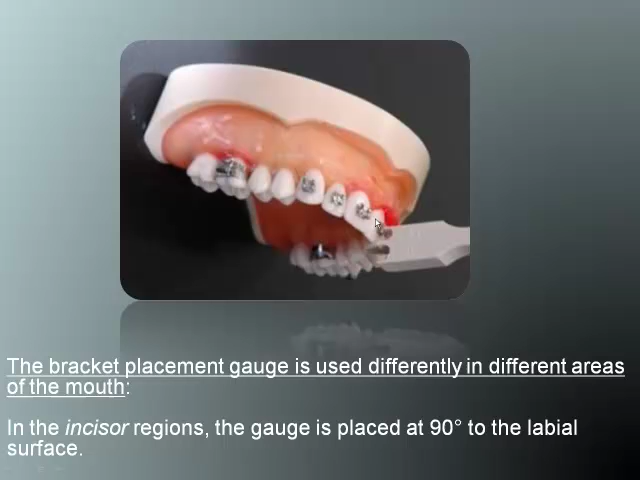 The bracket placement gauge is used differently in different areas
of the mouth:
In the incisor regions, the gauge is placed at 90° to the labial
surface.